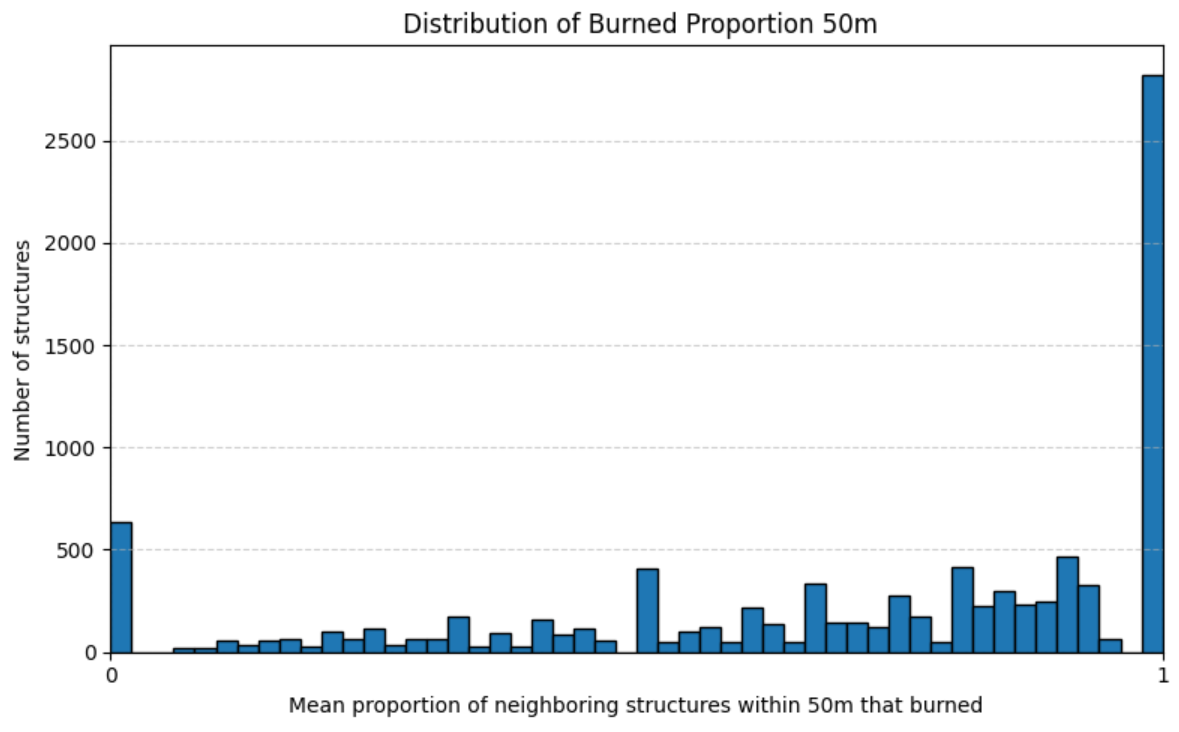 Distribution of Burned Proportion 50m
Number of structures
2500
2000
1500
1000
500
0
0 1
Mean proportion of neighboring structures within 50m that burned